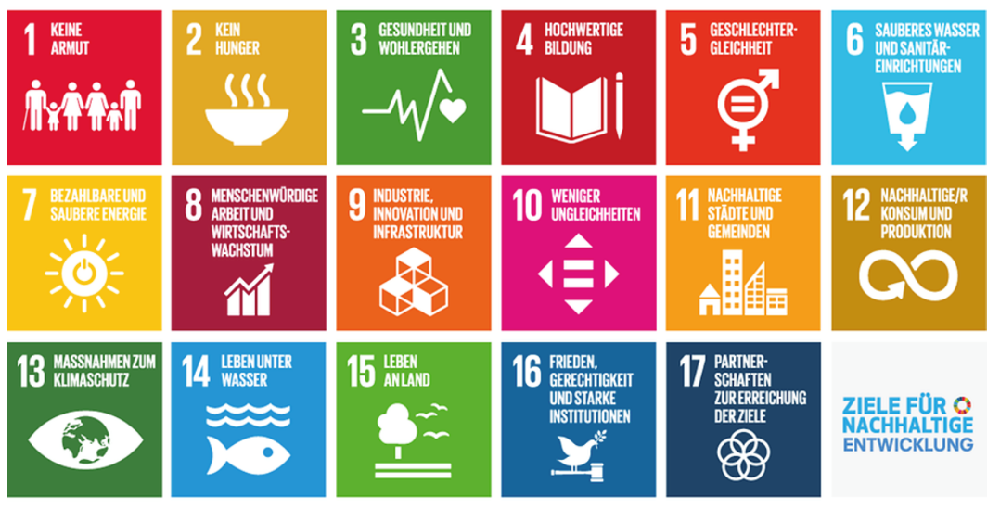 1 KEINE
ARMUT
2 KEIN
HUNGER
3 GESUNDHEIT UND
WOHLERGEHEN
4 HOCHWERTIGE
BILDUNG
5 GESCHLECHTER-
GLEICHHEIT
6 SAUBERES WASSER
UND SANITÄR-
EINRICHTUNGEN
7 BEZAHLBARE UND
SAUBERE ENERGIE
8 MENSCHENWÜRDIGE
ARBEIT UND
WIRTSCHAFTS-
WACHSTUM
9 INDUSTRIE,
INNOVATION UND
INFRASTRUKTUR
10 WENIGER
UNGLEICHHEITEN
11 NACHHALTIGE
STÄDTE UND
GEMEINDEN
12 NACHHALTIGE/R
KONSUM UND
PRODUKTION
13 MASSNAHMEN ZUM
KLIMASCHUTZ
14 LEBEN UNTER
WASSER
15 LEBEN
AN LAND
16 FRIEDEN,
GERECHTIGKEIT
UND STARKE
INSTITUTIONEN
17 PARTNER-
SCHAFTEN
ZUR ERREICHUNG
DER ZIELE
ZIELE FÜR
NACHHALTIGE
ENTWICKLUNG